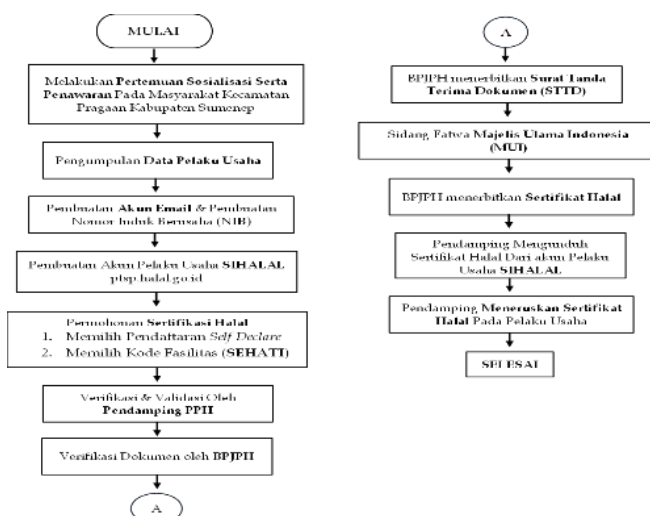 MULAI
Melakukan Pertemuan Sosialisasi Serta
Penawaran Pada Masyarakat Kecamatan
Pragaan Kabupaten Sumenep
Pengumpulan Data Pelaku Usaha
Pembuatan Akun Email & Pembuatan
Nomor Induk Berusaha (NIB)
Pembuatan Akun Pelaku Usaha SIHALAL
ptsp.halal.go.id
Permohonan Sertifikasi Halal
1. Memilih Pendaftaran Self Declare
2. Memilih Kode Fasilitas (SEHATI)
Verifikasi & Validasi Oleh
Pendamping PPH
Verifikasi Dokumen oleh BPJPH
A
A
BPJPH menerbitkan Surat Tanda
Terima Dokumen (STTD)
Sidang Fatwa Majelis Utama Indonesia
(MUI)
BPJPH menerbitkan Sertifikat Halal
Pendamping Mengunduh
Sertifikat Halal Dari akun Pelaku
Usaha SIHALAL
Pendamping Meneruskan Sertifikat
Halal Pada Pelaku Usaha
SELESAI